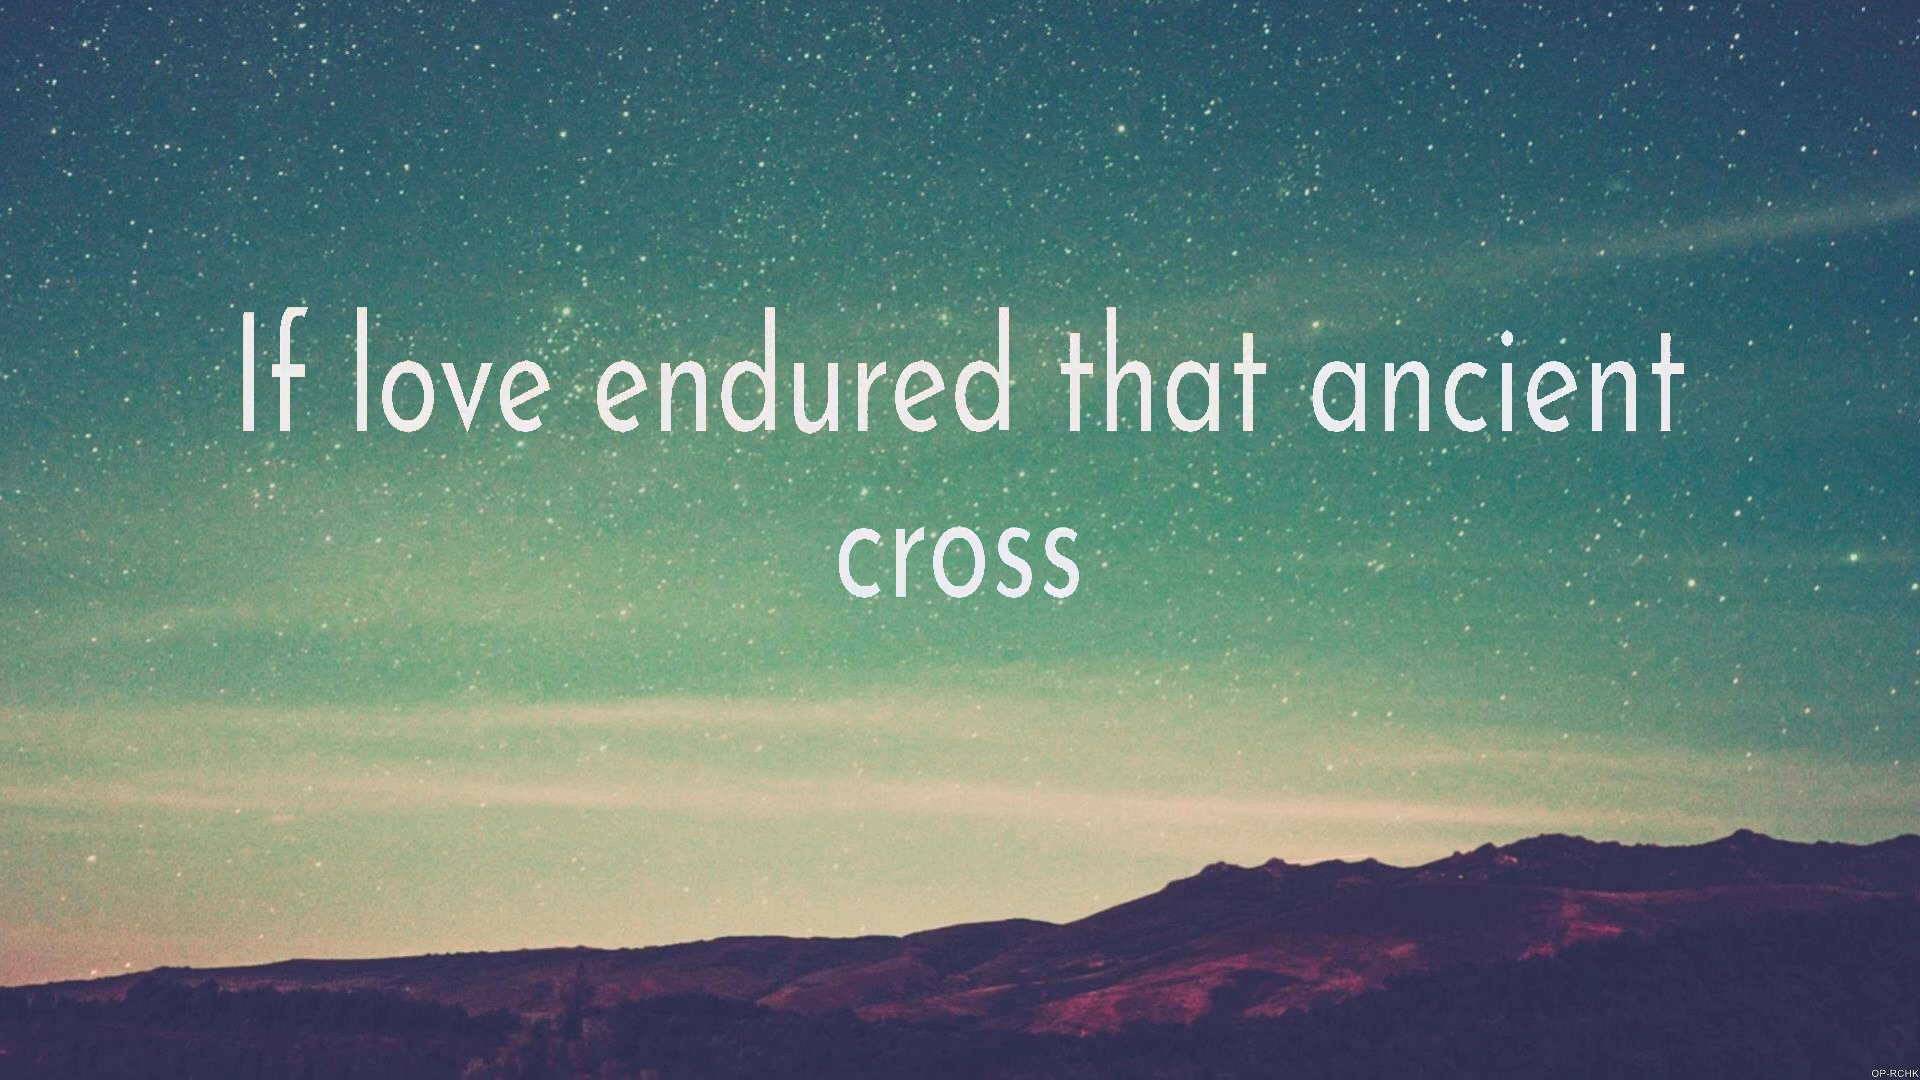 If love endured that ancient
cross
OP-RCHK